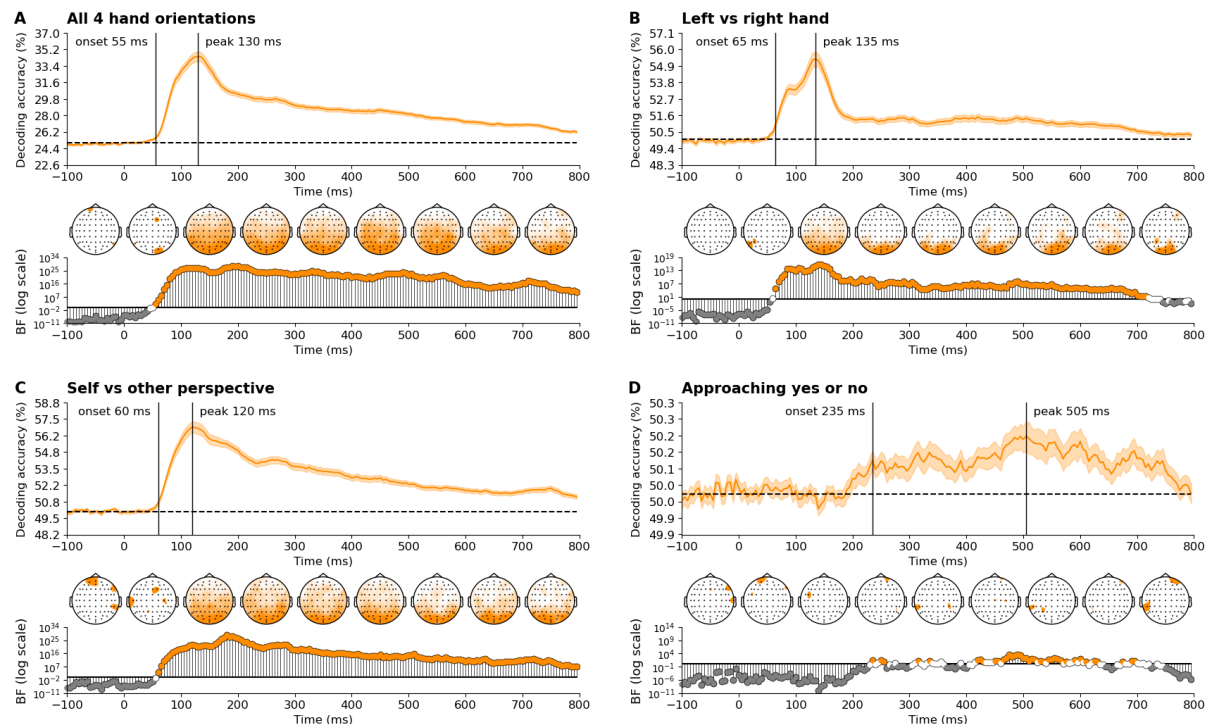 A All 4 hand orientations
onset 55 ms peak 130 ms
Decoding accuracy (%)
37.0
35.2
33.4
31.6
29.8
28.0
26.2
24.4
22.6
−100 0 100 200 300 400 500 600 700 800
Time (ms)
BF (log scale)
10^34
10^25
10^16
10^7
10^−2
10^−11
−100 0 100 200 300 400 500 600 700 800
Time (ms)
B Left vs right hand
onset 65 ms peak 135 ms
Decoding accuracy (%)
57.1
56.0
54.9
53.8
52.7
51.6
50.5
49.4
48.3
−100 0 100 200 300 400 500 600 700 800
Time (ms)
BF (log scale)
10^19
10^13
10^7
10^1
10^−5
10^−11
−100 0 100 200 300 400 500 600 700 800
Time (ms)
C Self vs other perspective
onset 60 ms peak 120 ms
Decoding accuracy (%)
58.8
57.5
56.2
54.8
53.5
52.2
50.8
49.5
48.2
−100 0 100 200 300 400 500 600 700 800
Time (ms)
BF (log scale)
10^34
10^25
10^16
10^7
10^−2
10^−11
−100 0 100 200 300 400 500 600 700 800
Time (ms)
D Approaching yes or no
onset 235 ms peak 505 ms
Decoding accuracy (%)
50.3
50.3
50.2
50.2
50.1
50.0
50.0
49.9
49.9
−100 0 100 200 300 400 500 600 700 800
Time (ms)
BF (log scale)
10^14
10^9
10^4
10^−1
10^−6
10^−11
−100 0 100 200 300 400 500 600 700 800
Time (ms)